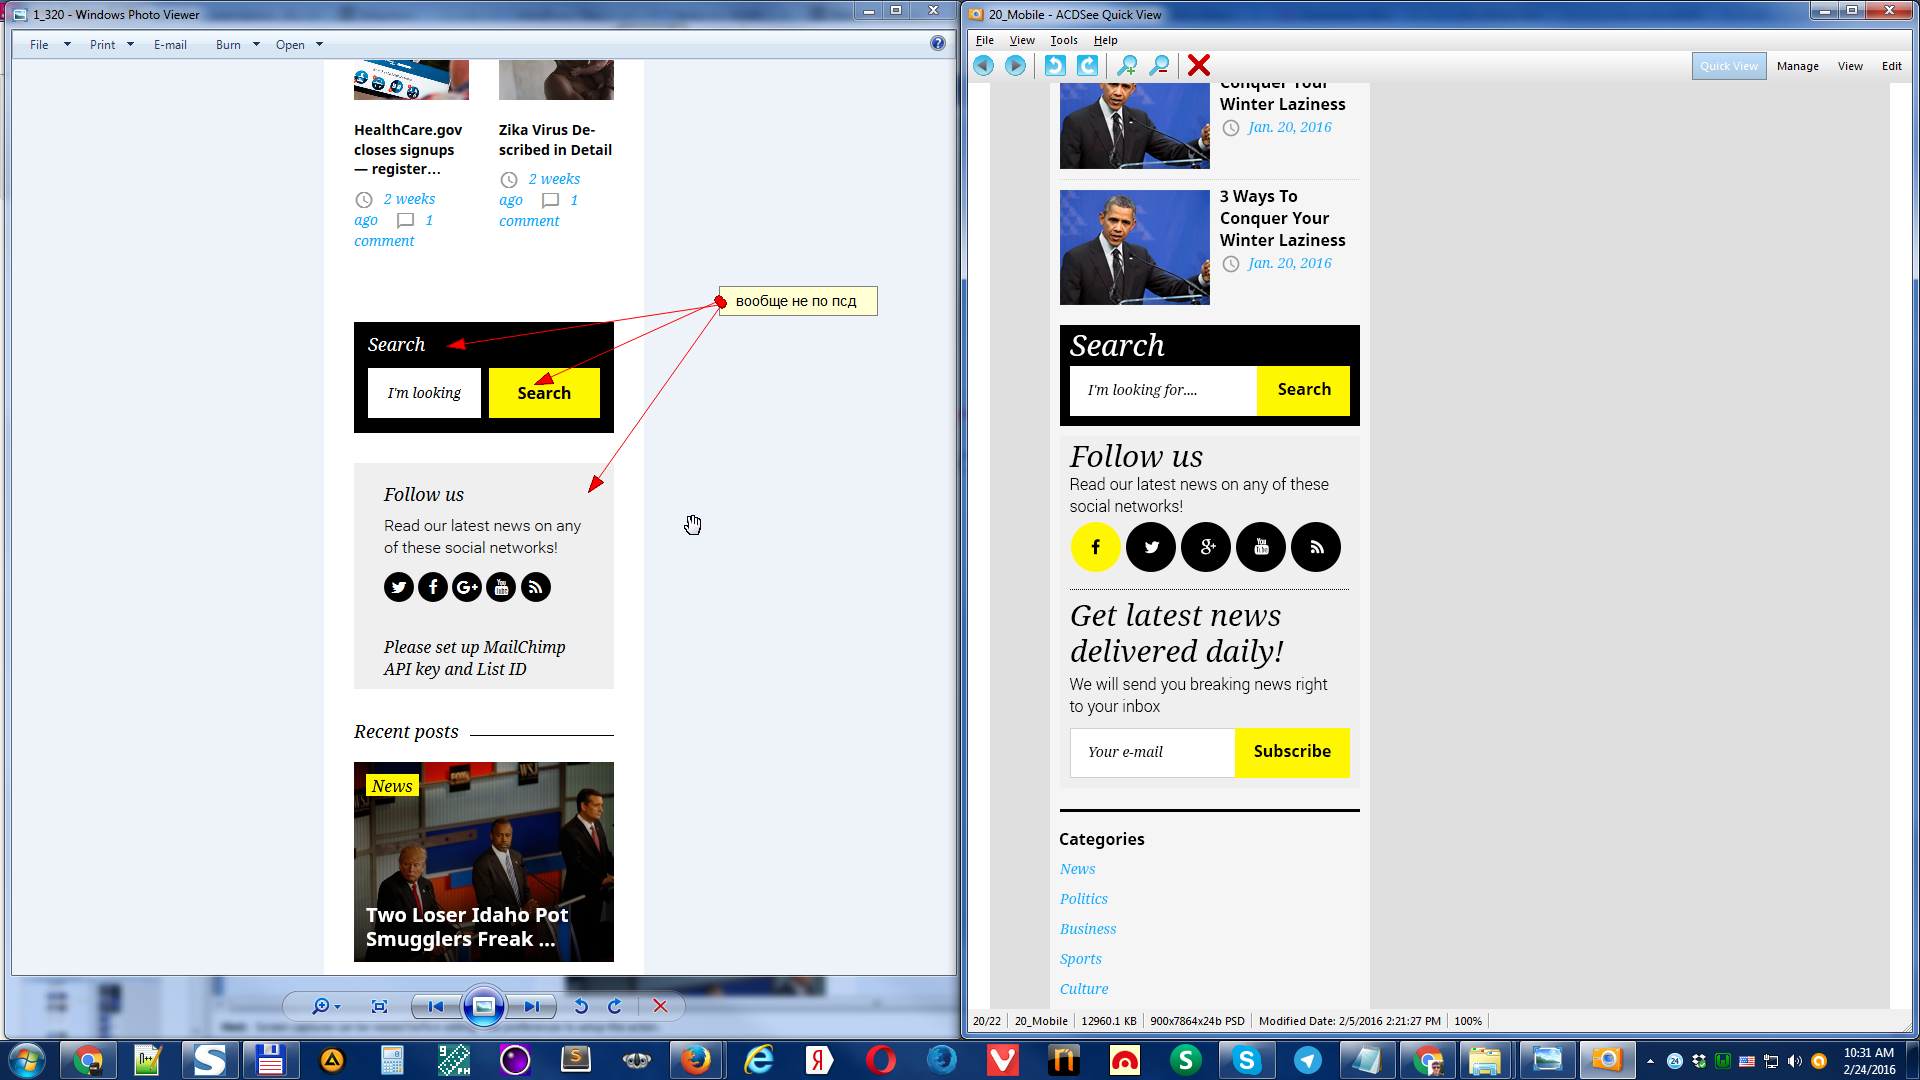 1_320 - Windows Photo Viewer
File
Print
E-mail
Burn
Open
HealthCare.gov
closes signups
— register...
2 weeks
ago 1
comment
Zika Virus De-
scribed in Detail
2 weeks
ago 1
comment
вообще не по псд
Search
I'm looking
Search
Follow us
Read our latest news on any
of these social networks!
Please set up MailChimp
API key and List ID
Recent posts
News
Two Loser Idaho Pot
Smugglers Freak ...
20_Mobile - ACDSee Quick View
File View Tools Help
Quick View Manage View Edit
Conquer Your
Winter Laziness
Jan. 20, 2016
3 Ways To
Conquer Your
Winter Laziness
Jan. 20, 2016
Search
I'm looking for....
Search
Follow us
Read our latest news on any of these
social networks!
Get latest news
delivered daily!
We will send you breaking news right
to your inbox
Your e-mail
Subscribe
Categories
News
Politics
Business
Sports
Culture
20/22 20_Mobile 12960.1 KB 900x7864x24b PSD Modified Date: 2/5/2016 2:21:27 PM 100%
10:31 AM
2/24/2016